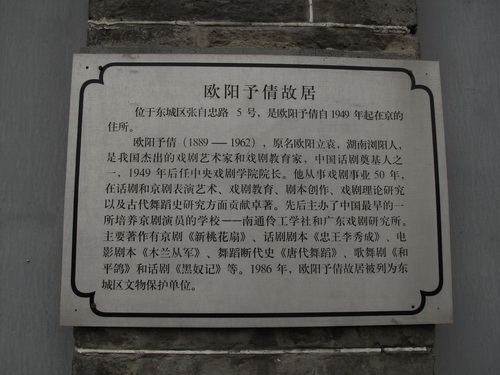 欧阳予倩故居
位于东城区张自忠路 5 号，是欧阳予倩自1949 年起在京的
住所。
欧阳予倩（1889 — 1962），原名欧阳立袁，湖南浏阳人，
是我国杰出的戏剧艺术家和戏剧教育家，中国话剧奠基人之
一，1949 年后任中央戏剧学院院长。他从事戏剧事业 50 年，
在话剧和京剧表演艺术、戏剧教育、剧本创作、戏剧理论研究
以及古代舞蹈史研究方面贡献卓著。先后主办了中国最早的一
所培养京剧演员的学校——南通伶工学社和广东戏剧研究所。
主要著作有京剧《新桃花扇》、话剧剧本《忠王李秀成》、电
影剧本《木兰从军》、舞蹈断代史《唐代舞蹈》、歌舞剧《和
平鸽》和话剧《黑奴记》等。1986 年，欧阳予倩故居被列为东
城区文物保护单位。